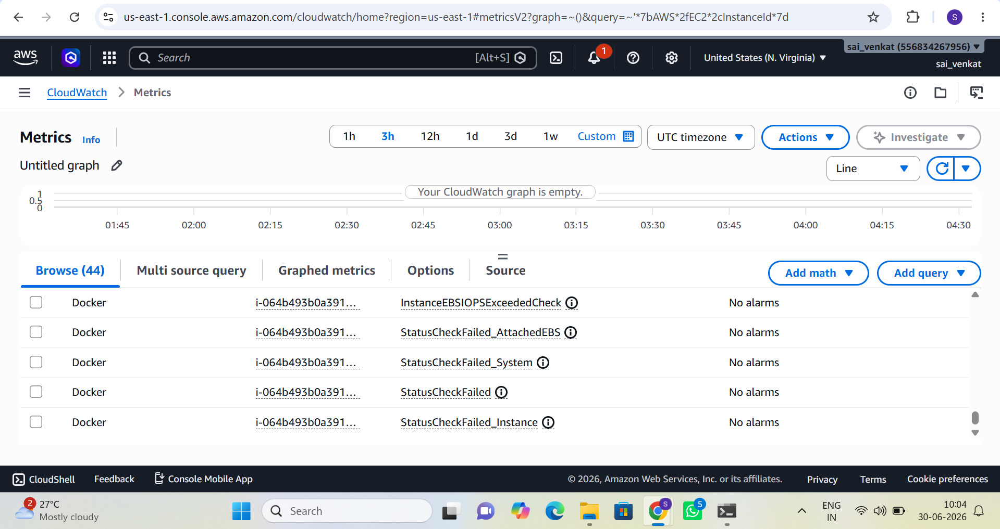 us-east-1.console.aws.amazon.com/cloudwatch/home?region=us-east-1#metricsV2?graph=~()&query=~'*7bAWS*2fEC2*2cInstanceId*7d
S
aws
Search
[Alt+S]
1
United States (N. Virginia)
sai_venkat (556834267956)
sai_venkat
CloudWatch
Metrics
Metrics Info
1h 3h 12h 1d 3d 1w Custom
UTC timezone
Actions
Investigate
Untitled graph
Line
1
0.5
0
Your CloudWatch graph is empty.
01:45 02:00 02:15 02:30 02:45 03:00 03:15 03:30 03:45 04:00 04:15 04:30
Browse (44) Multi source query Graphed metrics Options Source
Add math
Add query
Docker i-064b493b0a391... InstanceEBSIOPSExceededCheck No alarms
Docker i-064b493b0a391... StatusCheckFailed_AttachedEBS No alarms
Docker i-064b493b0a391... StatusCheckFailed_System No alarms
Docker i-064b493b0a391... StatusCheckFailed No alarms
Docker i-064b493b0a391... StatusCheckFailed_Instance No alarms
CloudShell Feedback Console Mobile App © 2026, Amazon Web Services, Inc. or its affiliates. Privacy Terms Cookie preferences
2
27°C
Mostly cloudy
Search
S
5
ENG
IN
10:04
30-06-2026